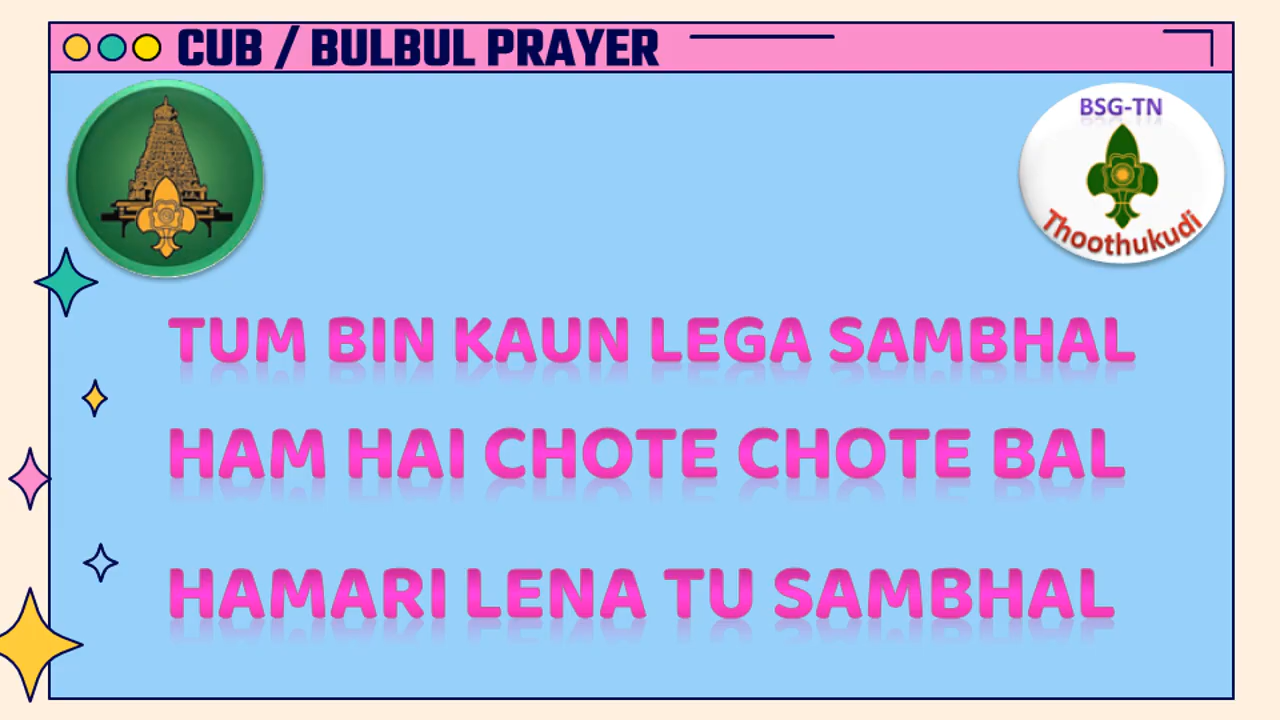 CUB / BULBUL PRAYER
BSG-TN
Thoothukudi
TUM BIN KAUN LEGA SAMBHAL
HAM HAI CHOTE CHOTE BAL
HAMARI LENA TU SAMBHAL